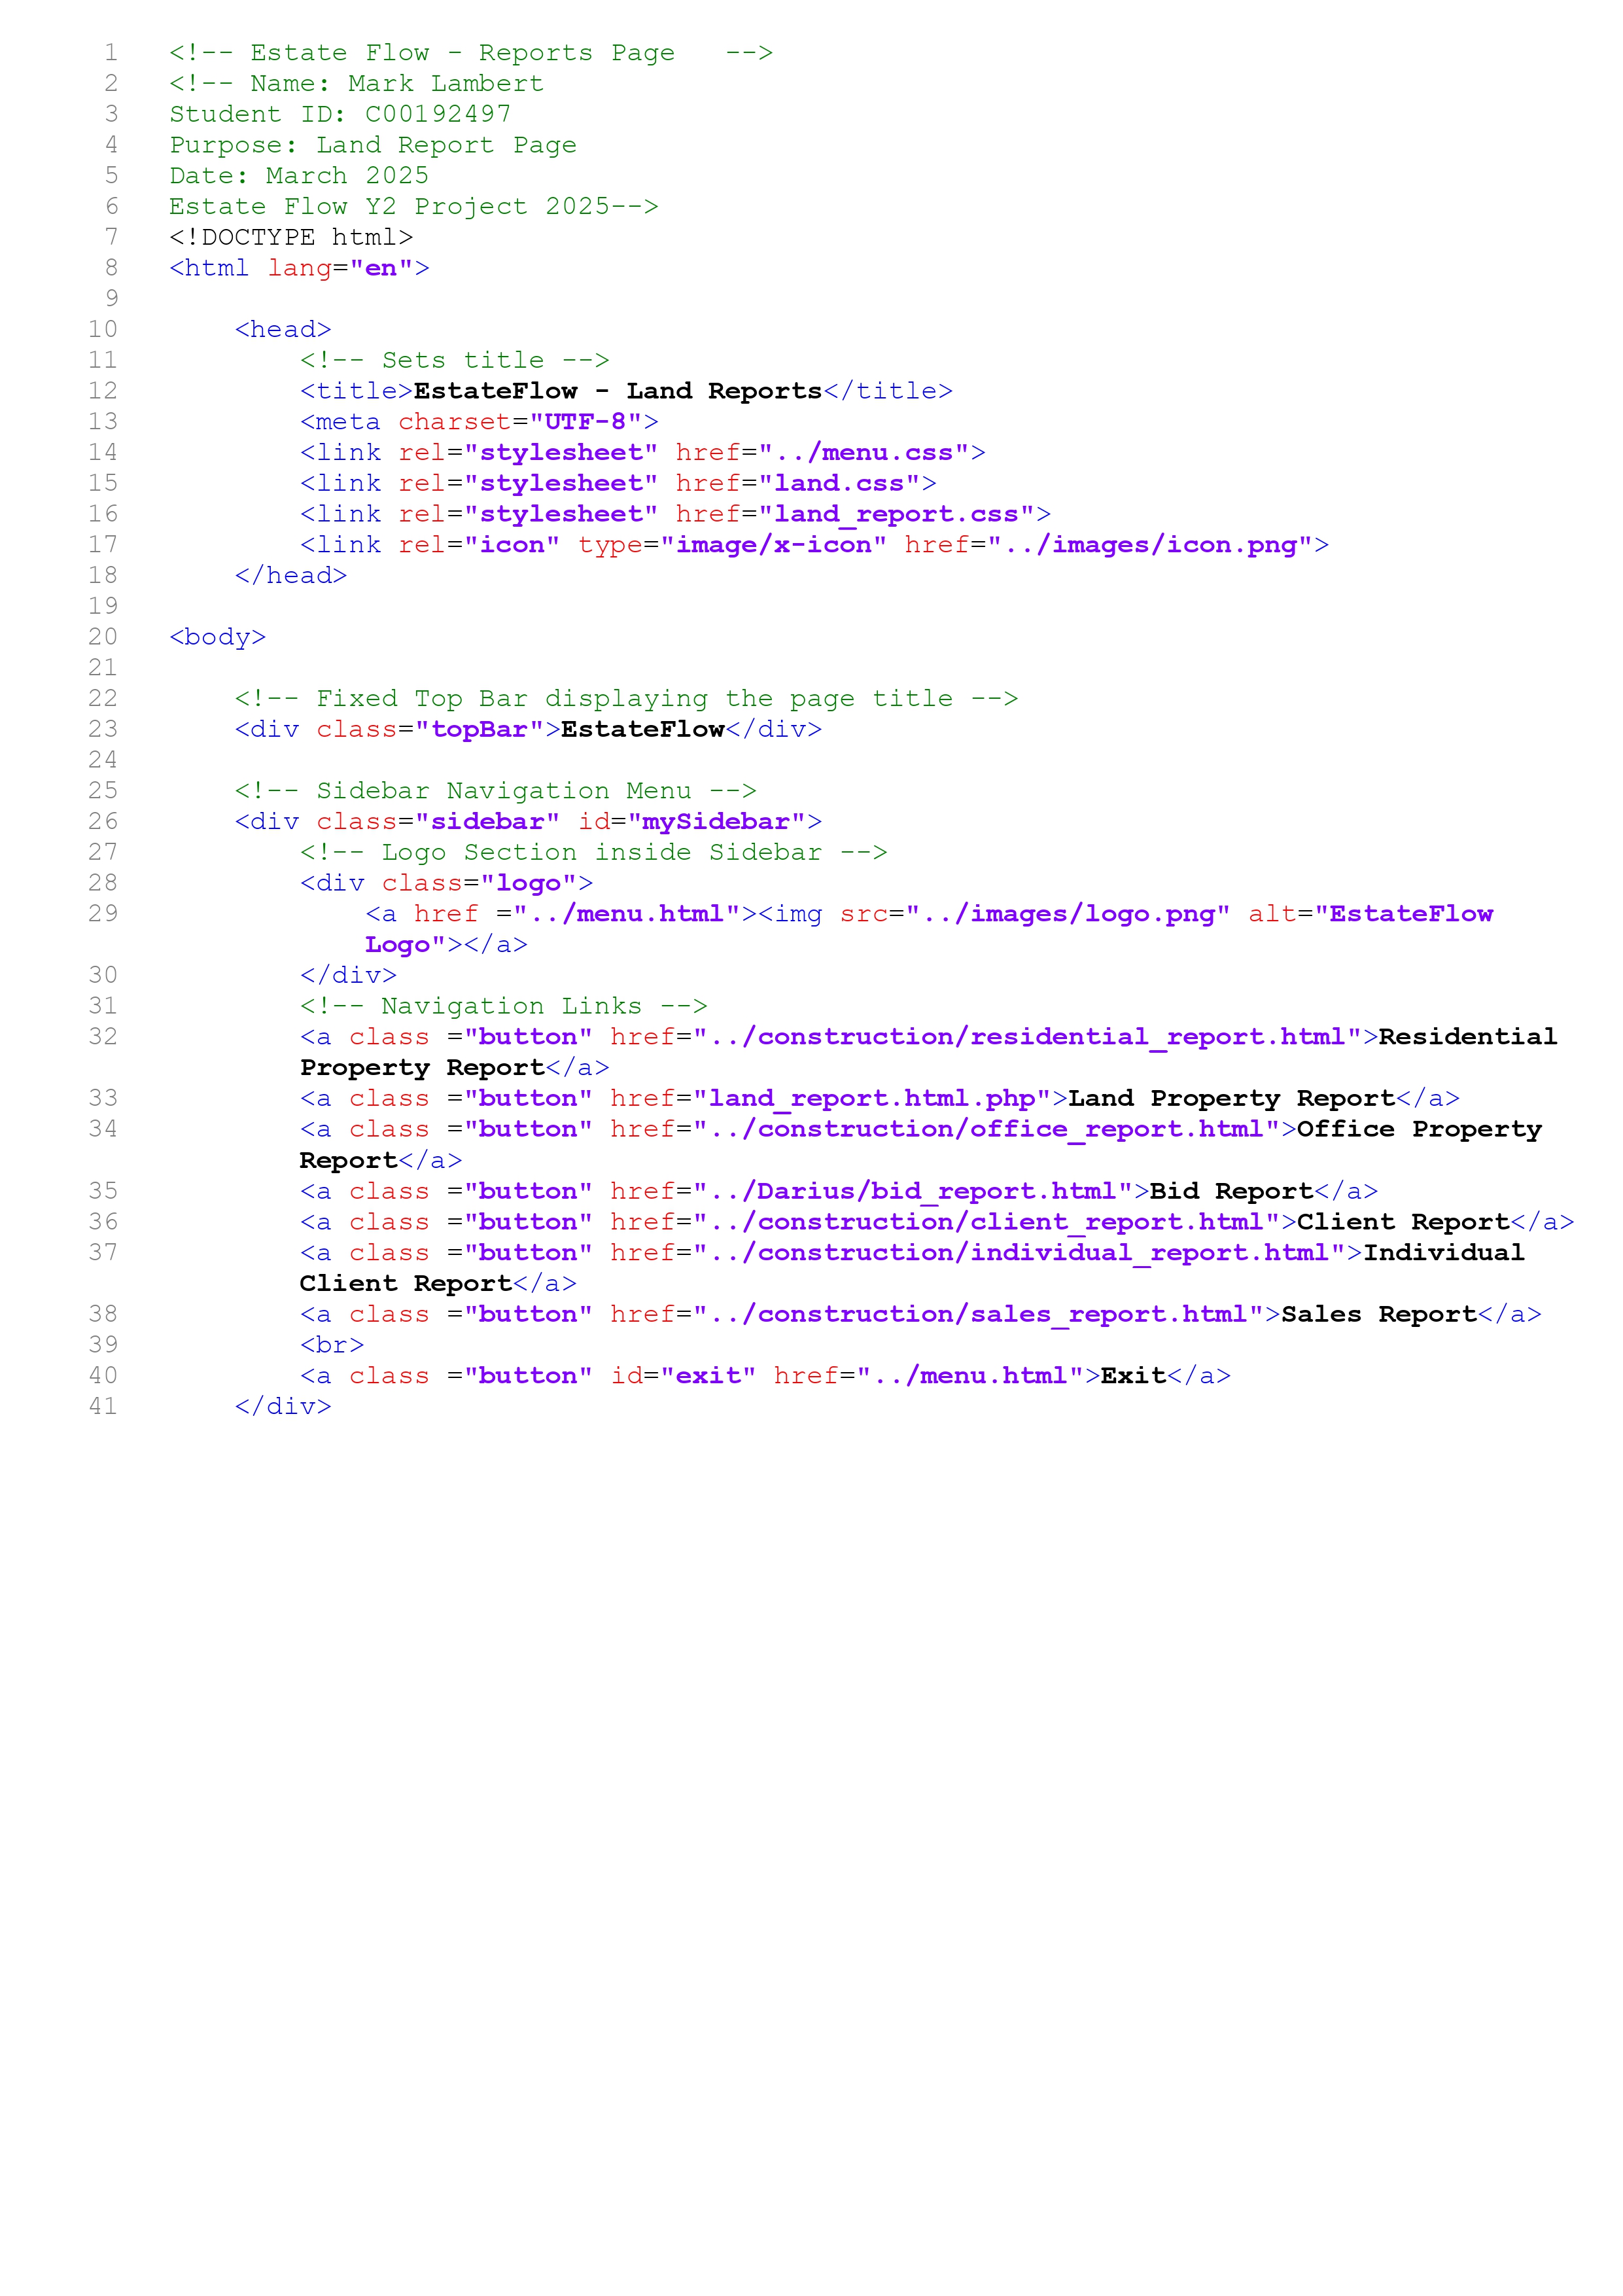 1 <!-- Estate Flow - Reports Page   -->
2 <!-- Name: Mark Lambert
3 Student ID: C00192497
4 Purpose: Land Report Page
5 Date: March 2025
6 Estate Flow Y2 Project 2025-->
7 <!DOCTYPE html>
8 <html lang="en">
9
10     <head>
11         <!-- Sets title -->
12         <title>EstateFlow - Land Reports</title>
13         <meta charset="UTF-8">
14         <link rel="stylesheet" href="../menu.css">
15         <link rel="stylesheet" href="land.css">
16         <link rel="stylesheet" href="land_report.css">
17         <link rel="icon" type="image/x-icon" href="../images/icon.png">
18     </head>
19
20 <body>
21
22     <!-- Fixed Top Bar displaying the page title -->
23     <div class="topBar">EstateFlow</div>
24
25     <!-- Sidebar Navigation Menu -->
26     <div class="sidebar" id="mySidebar">
27         <!-- Logo Section inside Sidebar -->
28         <div class="logo">
29             <a href ="../menu.html"><img src="../images/logo.png" alt="EstateFlow
Logo"></a>
30         </div>
31         <!-- Navigation Links -->
32         <a class ="button" href="../construction/residential_report.html">Residential
Property Report</a>
33         <a class ="button" href="land_report.html.php">Land Property Report</a>
34         <a class ="button" href="../construction/office_report.html">Office Property
Report</a>
35         <a class ="button" href="../Darius/bid_report.html">Bid Report</a>
36         <a class ="button" href="../construction/client_report.html">Client Report</a>
37         <a class ="button" href="../construction/individual_report.html">Individual
Client Report</a>
38         <a class ="button" href="../construction/sales_report.html">Sales Report</a>
39         <br>
40         <a class ="button" id="exit" href="../menu.html">Exit</a>
41     </div>